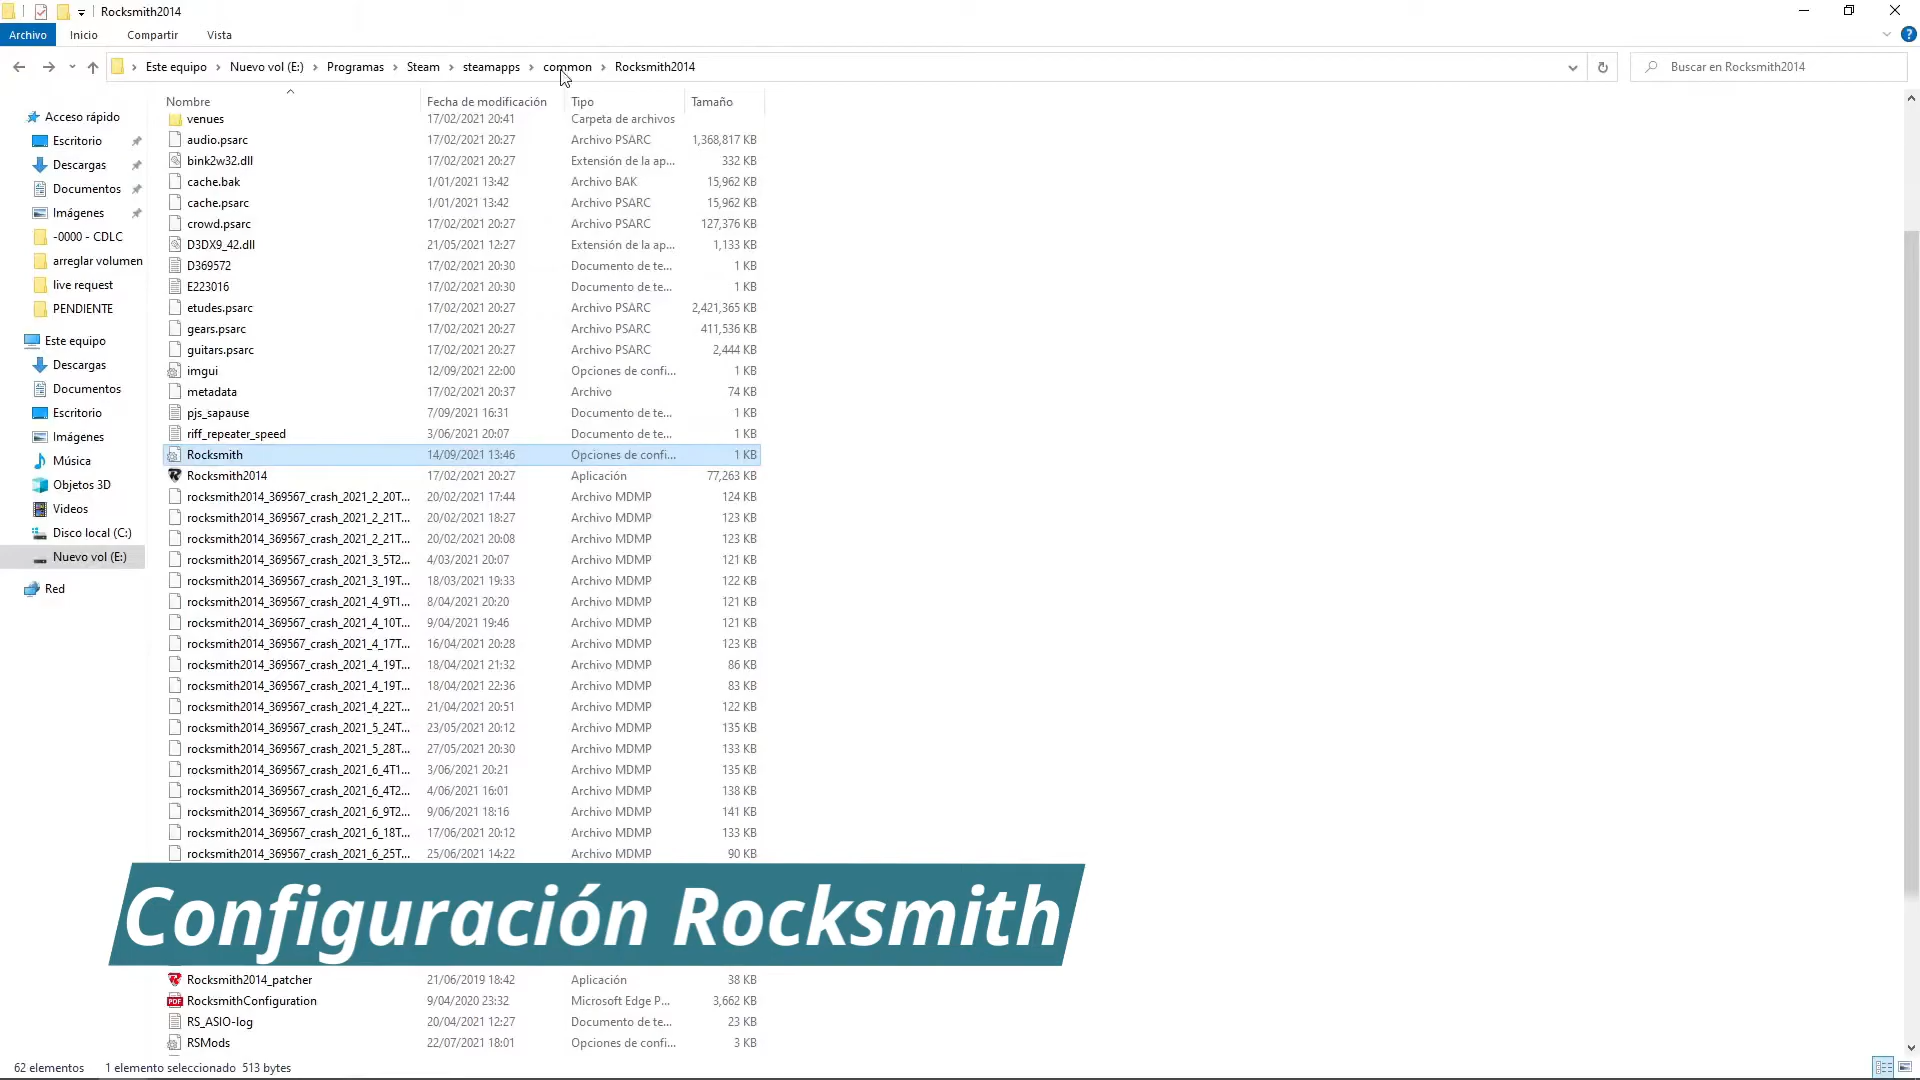 Rocksmith2014
Archivo Inicio Compartir Vista
Este equipo Nuevo vol (E:) Programas Steam steamapps common Rocksmith2014 Buscar en Rocksmith2014
Acceso rápido
Escritorio
Descargas
Documentos
Imágenes
-0000 - CDLC
arreglar volumen
live request
PENDIENTE
Este equipo
Descargas
Documentos
Escritorio
Imágenes
Música
Objetos 3D
Videos
Disco local (C:)
Nuevo vol (E:)
Red
Nombre Fecha de modificación Tipo Tamaño
venues 17/02/2021 20:41 Carpeta de archivos
audio.psarc 17/02/2021 20:27 Archivo PSARC 1,368,817 KB
bink2w32.dll 17/02/2021 20:27 Extensión de la ap... 332 KB
cache.bak 1/01/2021 13:42 Archivo BAK 15,962 KB
cache.psarc 1/01/2021 13:42 Archivo PSARC 15,962 KB
crowd.psarc 17/02/2021 20:27 Archivo PSARC 127,376 KB
D3DX9_42.dll 21/05/2021 12:27 Extensión de la ap... 1,133 KB
D369572 17/02/2021 20:30 Documento de te... 1 KB
E223016 17/02/2021 20:30 Documento de te... 1 KB
etudes.psarc 17/02/2021 20:27 Archivo PSARC 2,421,365 KB
gears.psarc 17/02/2021 20:27 Archivo PSARC 411,536 KB
guitars.psarc 17/02/2021 20:27 Archivo PSARC 2,444 KB
imgui 12/09/2021 22:00 Opciones de confi... 1 KB
metadata 17/02/2021 20:37 Archivo 74 KB
pjs_sapause 7/09/2021 16:31 Documento de te... 1 KB
riff_repeater_speed 3/06/2021 20:07 Documento de te... 1 KB
Rocksmith 14/09/2021 13:46 Opciones de confi... 1 KB
Rocksmith2014 17/02/2021 20:27 Aplicación 77,263 KB
rocksmith2014_369567_crash_2021_2_20T... 20/02/2021 17:44 Archivo MDMP 124 KB
rocksmith2014_369567_crash_2021_2_21T... 20/02/2021 18:27 Archivo MDMP 123 KB
rocksmith2014_369567_crash_2021_2_21T... 20/02/2021 20:08 Archivo MDMP 123 KB
rocksmith2014_369567_crash_2021_3_5T2... 4/03/2021 20:07 Archivo MDMP 121 KB
rocksmith2014_369567_crash_2021_3_19T... 18/03/2021 19:33 Archivo MDMP 122 KB
rocksmith2014_369567_crash_2021_4_9T1... 8/04/2021 20:20 Archivo MDMP 121 KB
rocksmith2014_369567_crash_2021_4_10T... 9/04/2021 19:46 Archivo MDMP 121 KB
rocksmith2014_369567_crash_2021_4_17T... 16/04/2021 20:28 Archivo MDMP 123 KB
rocksmith2014_369567_crash_2021_4_19T... 18/04/2021 21:32 Archivo MDMP 86 KB
rocksmith2014_369567_crash_2021_4_19T... 18/04/2021 22:36 Archivo MDMP 83 KB
rocksmith2014_369567_crash_2021_4_22T... 21/04/2021 20:51 Archivo MDMP 122 KB
rocksmith2014_369567_crash_2021_5_24T... 23/05/2021 20:12 Archivo MDMP 135 KB
rocksmith2014_369567_crash_2021_5_28T... 27/05/2021 20:30 Archivo MDMP 133 KB
rocksmith2014_369567_crash_2021_6_4T1... 3/06/2021 20:21 Archivo MDMP 135 KB
rocksmith2014_369567_crash_2021_6_4T2... 4/06/2021 16:01 Archivo MDMP 138 KB
rocksmith2014_369567_crash_2021_6_9T2... 9/06/2021 18:16 Archivo MDMP 141 KB
rocksmith2014_369567_crash_2021_6_18T... 17/06/2021 20:12 Archivo MDMP 133 KB
rocksmith2014_369567_crash_2021_6_25T... 25/06/2021 14:22 Archivo MDMP 90 KB
Configuración Rocksmith
Rocksmith2014_patcher 21/06/2019 18:42 Aplicación 38 KB
RocksmithConfiguration 9/04/2020 23:32 Microsoft Edge P... 3,662 KB
RS_ASIO-log 20/04/2021 12:27 Documento de te... 23 KB
RSMods 22/07/2021 18:01 Opciones de confi... 3 KB
62 elementos 1 elemento seleccionado 513 bytes